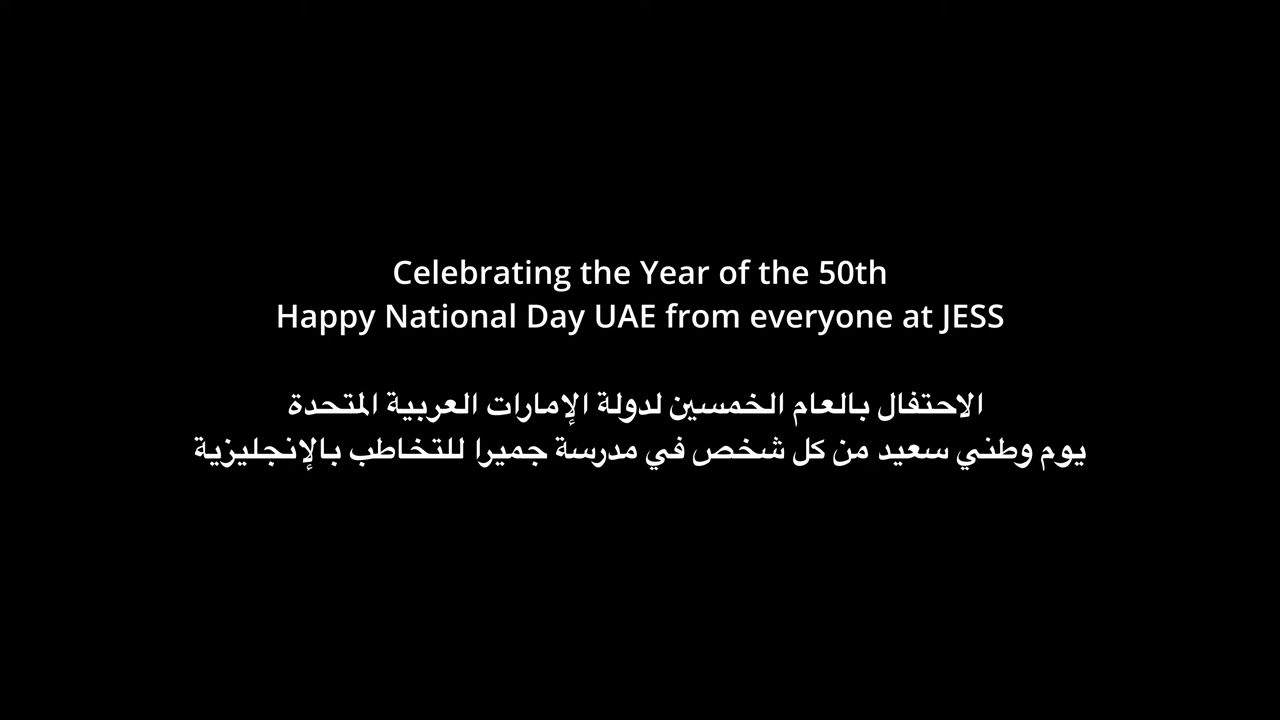 Celebrating the Year of the 50th
Happy National Day UAE from everyone at JESS
الاحتفال بالعام الخمسين لدولة الإمارات العربية المتحدة
يوم وطني سعيد من كل شخص في مدرسة جميرا للتخاطب بالإنجليزية